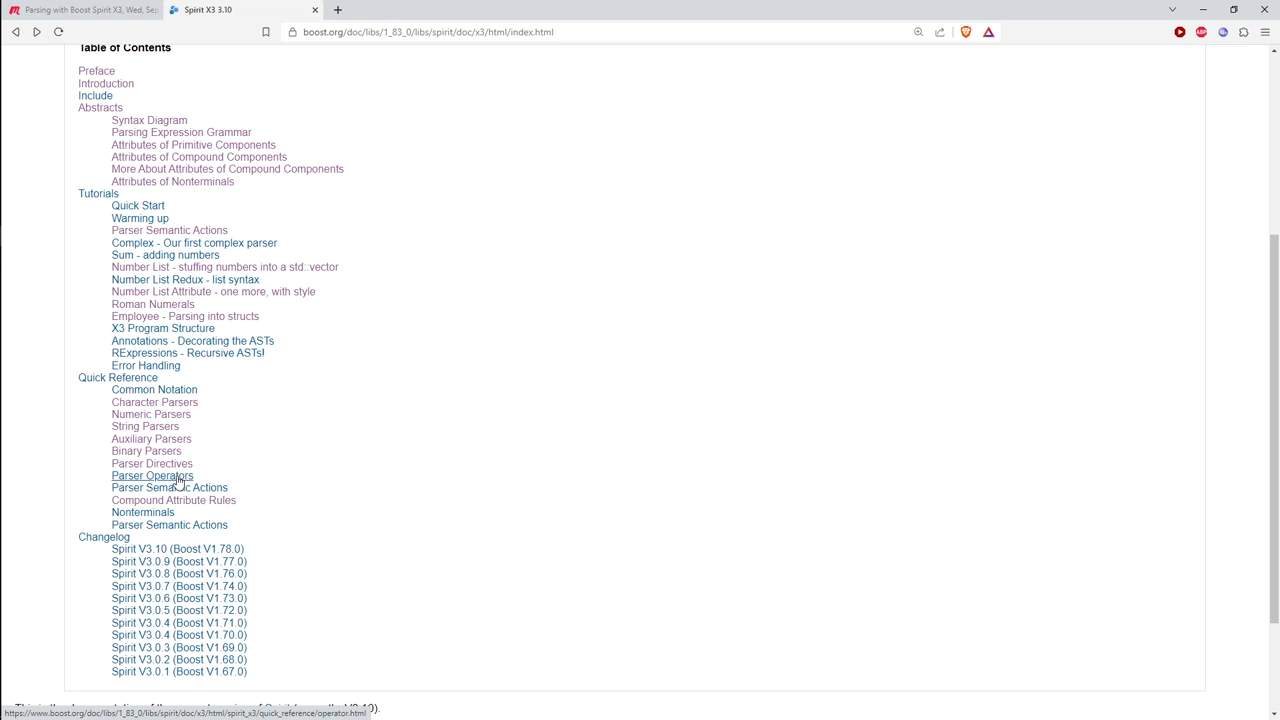 Parsing with Boost Spirit X3, Wed, Sep
Spirit X3 3.10
boost.org/doc/libs/1_83_0/libs/spirit/doc/x3/html/index.html
Table of Contents
Preface
Introduction
Include
Abstracts
Syntax Diagram
Parsing Expression Grammar
Attributes of Primitive Components
Attributes of Compound Components
More About Attributes of Compound Components
Attributes of Nonterminals
Tutorials
Quick Start
Warming up
Parser Semantic Actions
Complex - Our first complex parser
Sum - adding numbers
Number List - stuffing numbers into a std::vector
Number List Redux - list syntax
Number List Attribute - one more, with style
Roman Numerals
Employee - Parsing into structs
X3 Program Structure
Annotations - Decorating the ASTs
RExpressions - Recursive ASTs!
Error Handling
Quick Reference
Common Notation
Character Parsers
Numeric Parsers
String Parsers
Auxiliary Parsers
Binary Parsers
Parser Directives
Parser Operators
Parser Semantic Actions
Compound Attribute Rules
Nonterminals
Parser Semantic Actions
Changelog
Spirit V3.10 (Boost V1.78.0)
Spirit V3.0.9 (Boost V1.77.0)
Spirit V3.0.8 (Boost V1.76.0)
Spirit V3.0.7 (Boost V1.74.0)
Spirit V3.0.6 (Boost V1.73.0)
Spirit V3.0.5 (Boost V1.72.0)
Spirit V3.0.4 (Boost V1.71.0)
Spirit V3.0.4 (Boost V1.70.0)
Spirit V3.0.3 (Boost V1.69.0)
Spirit V3.0.2 (Boost V1.68.0)
Spirit V3.0.1 (Boost V1.67.0)
https://www.boost.org/doc/libs/1_83_0/libs/spirit/doc/x3/html/spirit_x3/quick_reference/operator.html